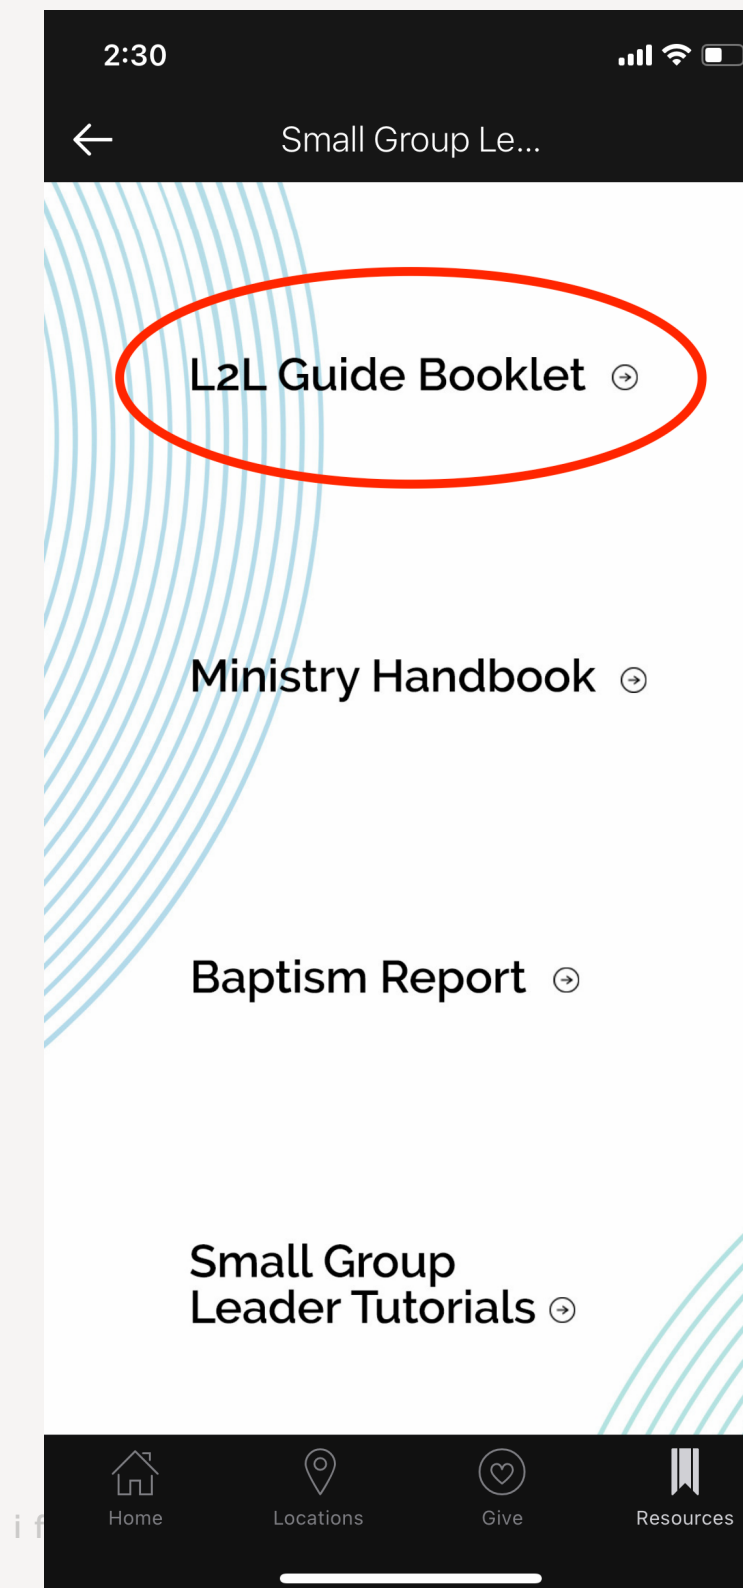 2:30
Small Group Le...
L2L Guide Booklet
Ministry Handbook
Baptism Report
Small Group
Leader Tutorials
Home
Locations
Give
Resources
i f